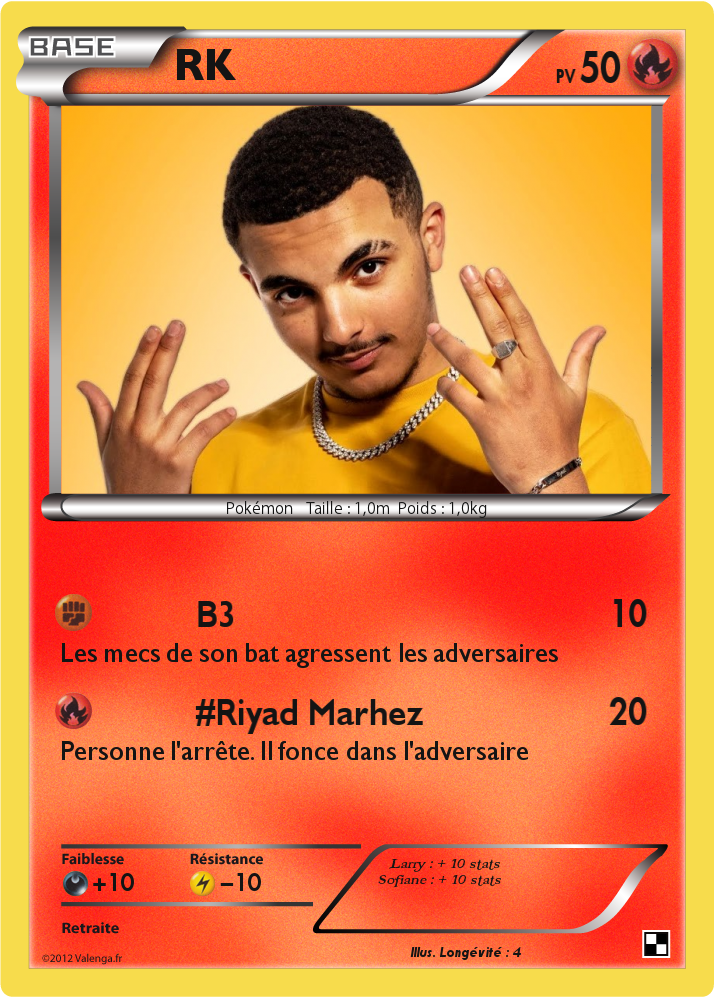 BASE RK PV 50
Pokémon Taille : 1,0m Poids : 1,0kg
B3 10
Les mecs de son bat agressent les adversaires
#Riyad Marhez 20
Personne l'arrête. Il fonce dans l'adversaire
Faiblesse Résistance
+10 −10
Larry : + 10 stats
Sofiane : + 10 stats
Retraite
Illus. Longévité : 4
©2012 Valenga.fr